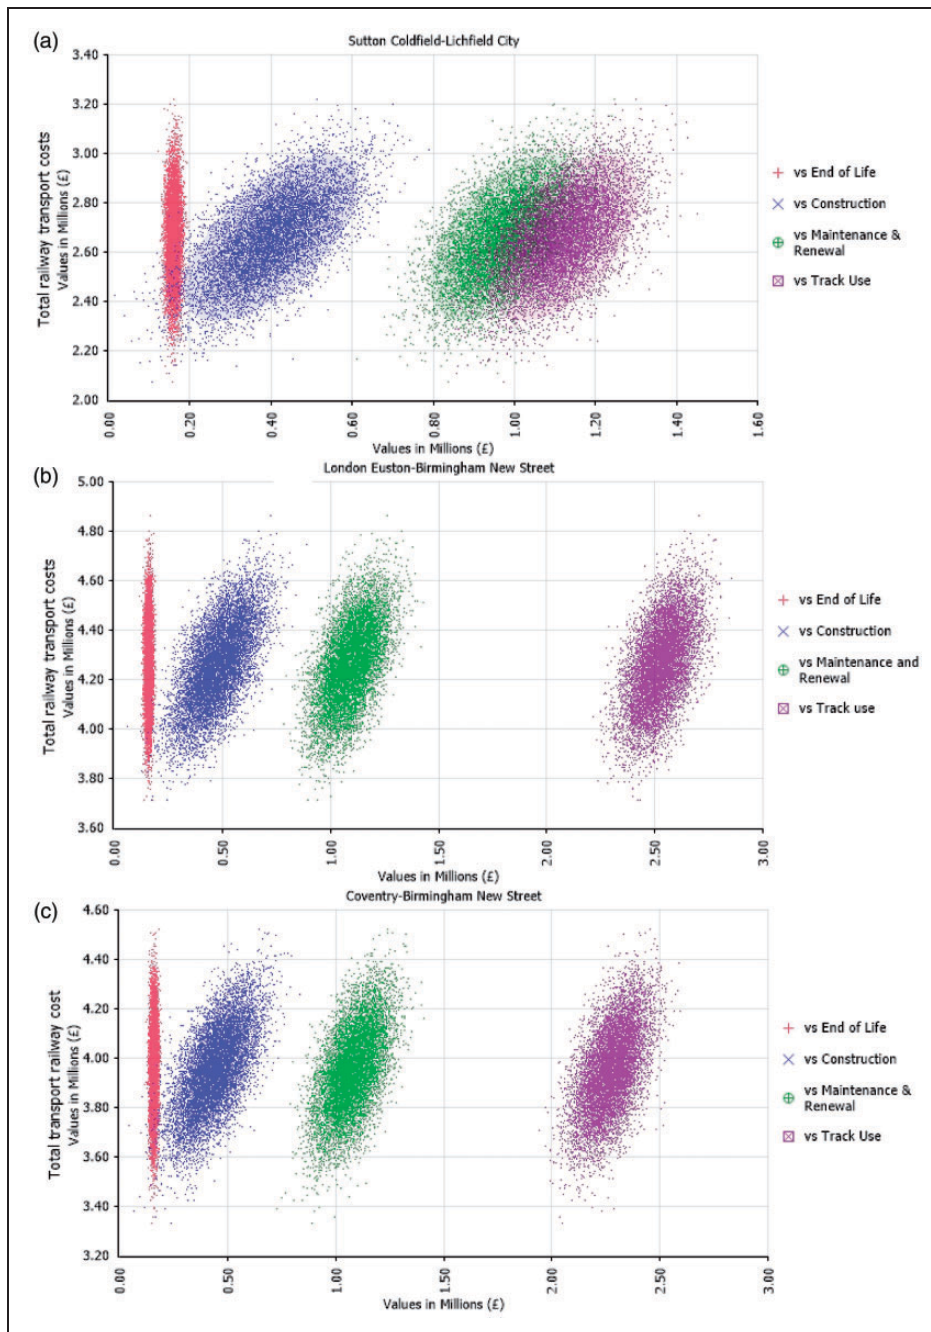 (a)
Sutton Coldfield-Lichfield City
3.40
3.20
3.00
2.80
2.60
2.40
2.20
2.00
Total railway transport costs
Values in Millions (£)
0.00
0.20
0.40
0.60
0.80
1.00
1.20
1.40
1.60
Values in Millions (£)
vs End of Life
vs Construction
vs Maintenance &
Renewal
vs Track Use
(b)
London Euston-Birmingham New Street
5.00
4.80
4.60
4.40
4.20
4.00
3.80
3.60
Total railway transport costs
Values in Millions (£)
0.00
0.50
1.00
1.50
2.00
2.50
3.00
Values in Millions (£)
vs End of Life
vs Construction
vs Maintenance and
Renewal
vs Track use
(c)
Coventry-Birmingham New Street
4.60
4.40
4.20
4.00
3.80
3.60
3.40
3.20
Total transport railway cost
Values in Millions (£)
0.00
0.50
1.00
1.50
2.00
2.50
3.00
Values in Millions (£)
vs End of Life
vs Construction
vs Maintenance &
Renewal
vs Track Use